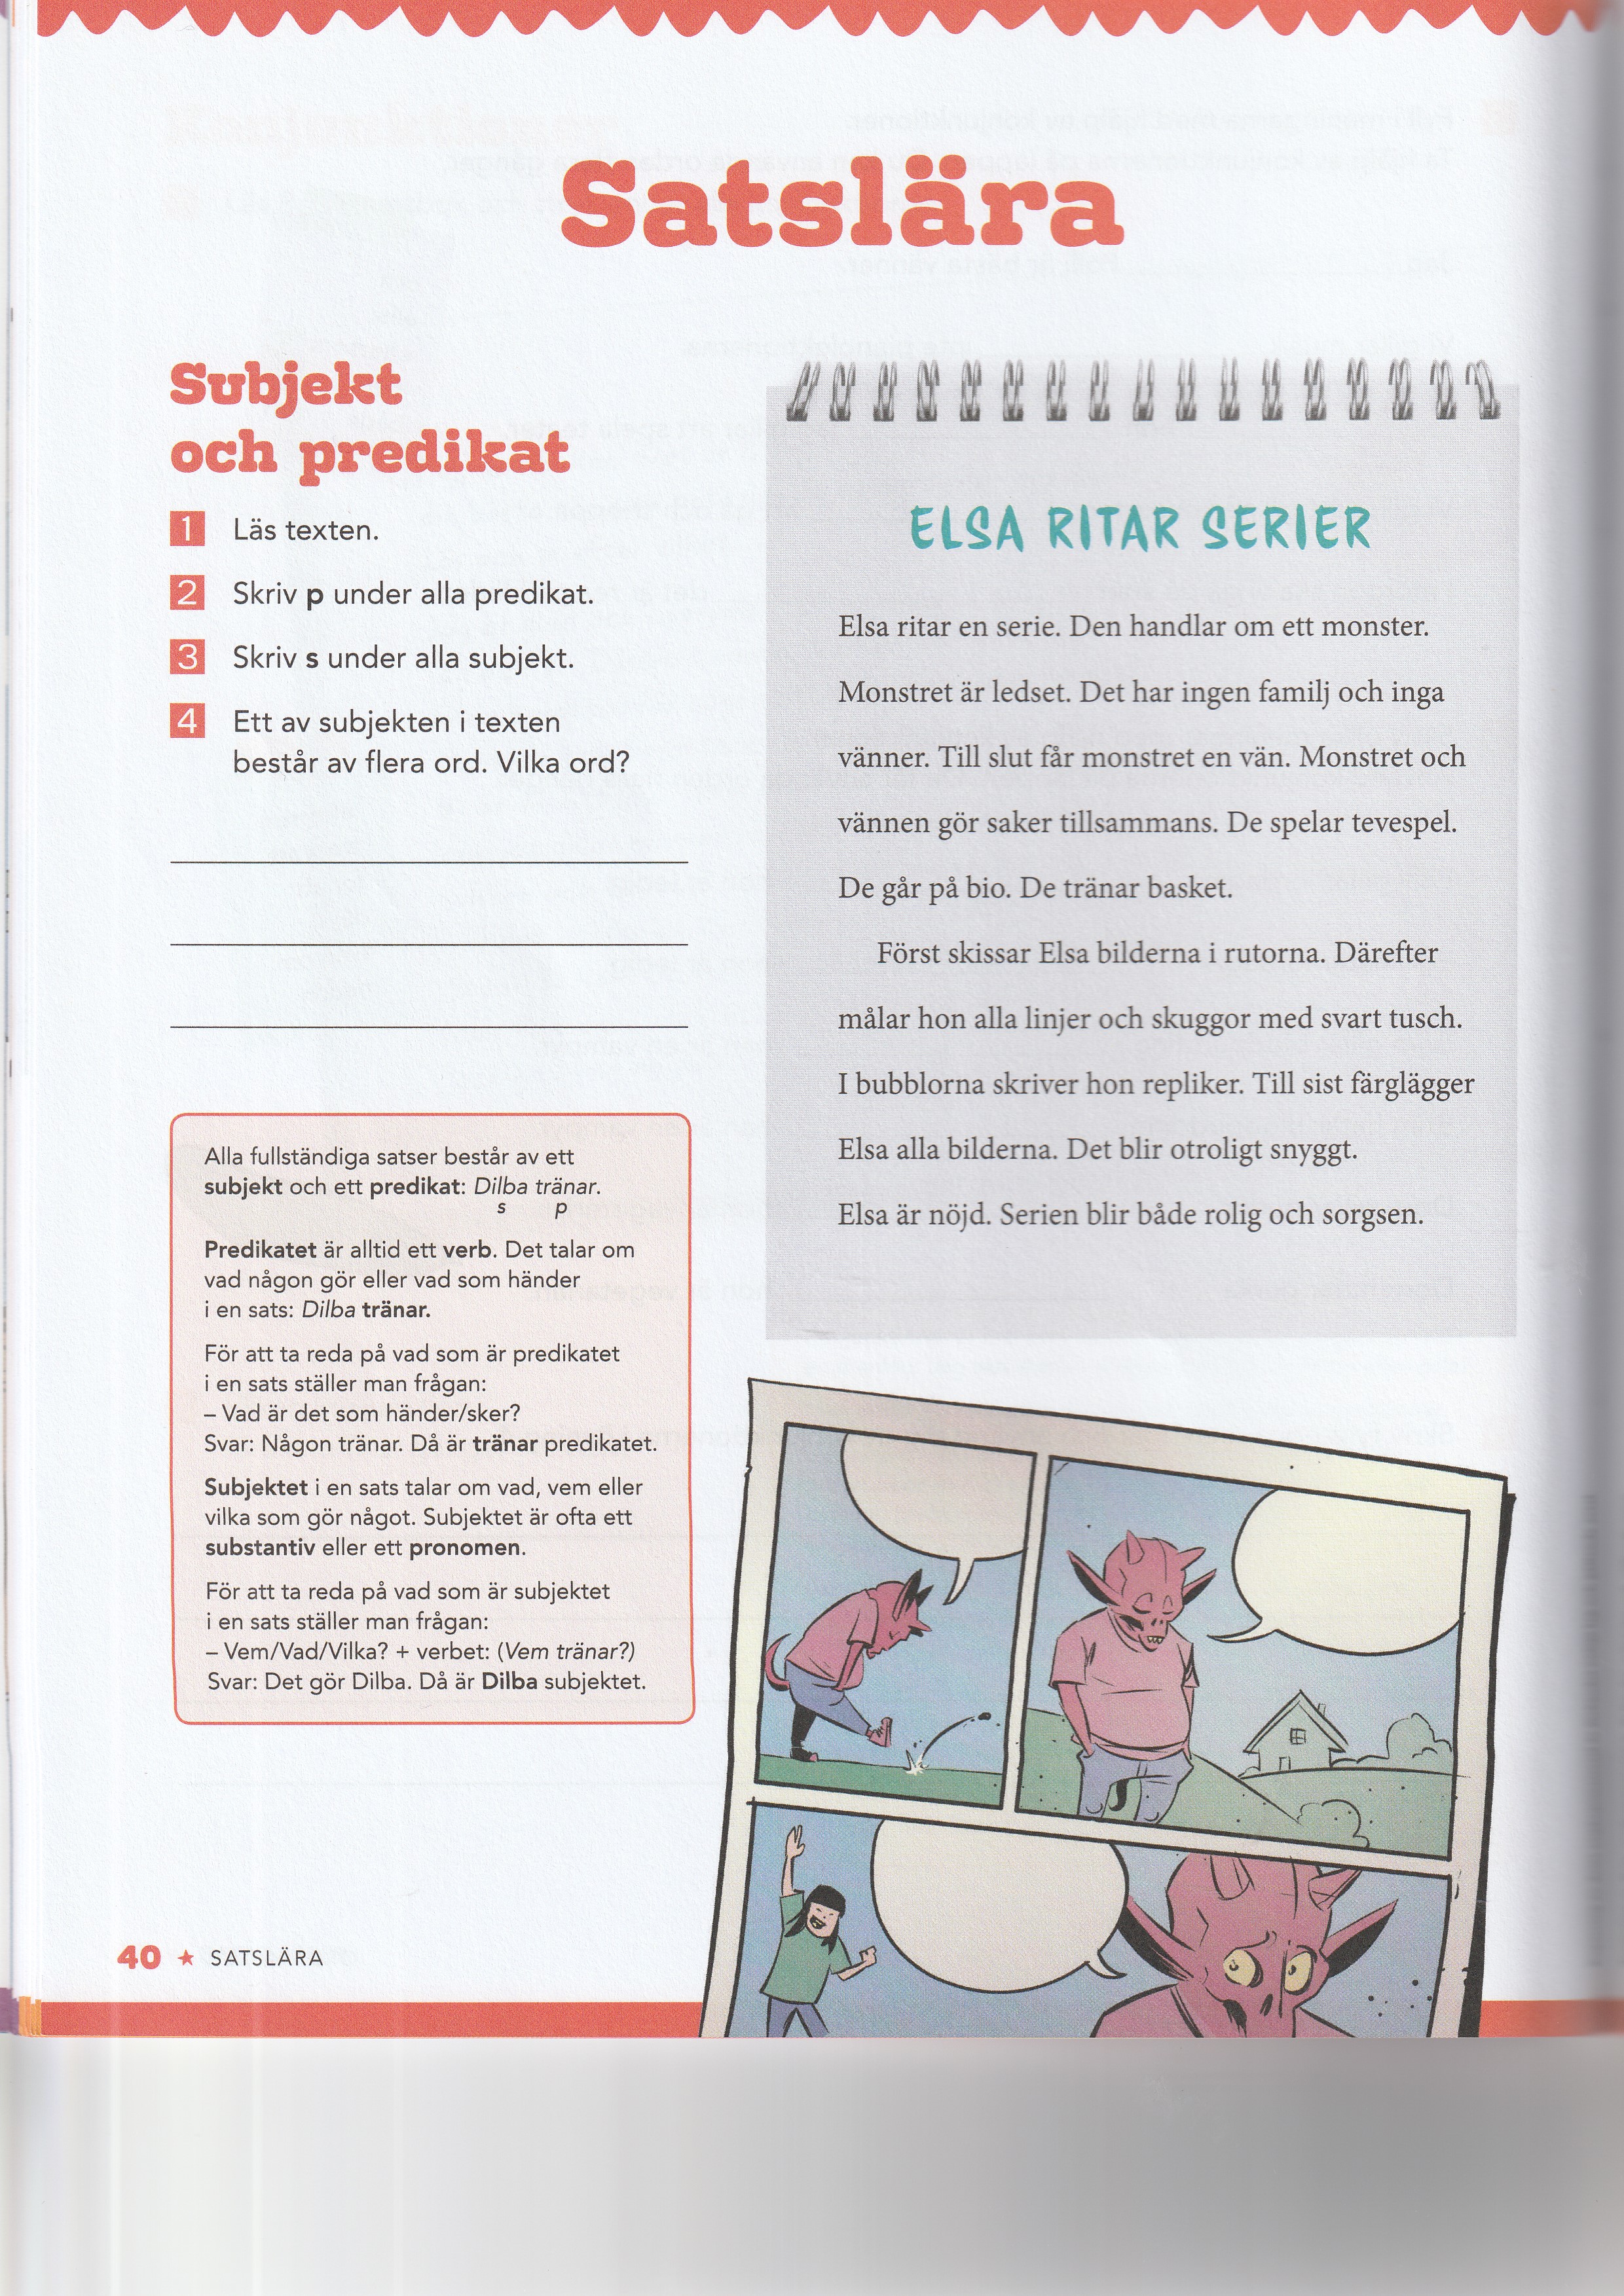 Satslära
Subjekt
och predikat
1 Läs texten.
2 Skriv p under alla predikat.
3 Skriv s under alla subjekt.
4 Ett av subjekten i texten
består av flera ord. Vilka ord?
Alla fullständiga satser består av ett
subjekt och ett predikat: Dilba tränar.
s p
Predikatet är alltid ett verb. Det talar om
vad någon gör eller vad som händer
i en sats: Dilba tränar.
För att ta reda på vad som är predikatet
i en sats ställer man frågan:
– Vad är det som händer/sker?
Svar: Någon tränar. Då är tränar predikatet.
Subjektet i en sats talar om vad, vem eller
vilka som gör något. Subjektet är ofta ett
substantiv eller ett pronomen.
För att ta reda på vad som är subjektet
i en sats ställer man frågan:
– Vem/Vad/Vilka? + verbet: (Vem tränar?)
Svar: Det gör Dilba. Då är Dilba subjektet.
ELSA RITAR SERIER
Elsa ritar en serie. Den handlar om ett monster.
Monstret är ledset. Det har ingen familj och inga
vänner. Till slut får monstret en vän. Monstret och
vännen gör saker tillsammans. De spelar tevespel.
De går på bio. De tränar basket.
Först skissar Elsa bilderna i rutorna. Därefter
målar hon alla linjer och skuggor med svart tusch.
I bubblorna skriver hon repliker. Till sist färglägger
Elsa alla bilderna. Det blir otroligt snyggt.
Elsa är nöjd. Serien blir både rolig och sorgsen.
40 ★ SATSLÄRA